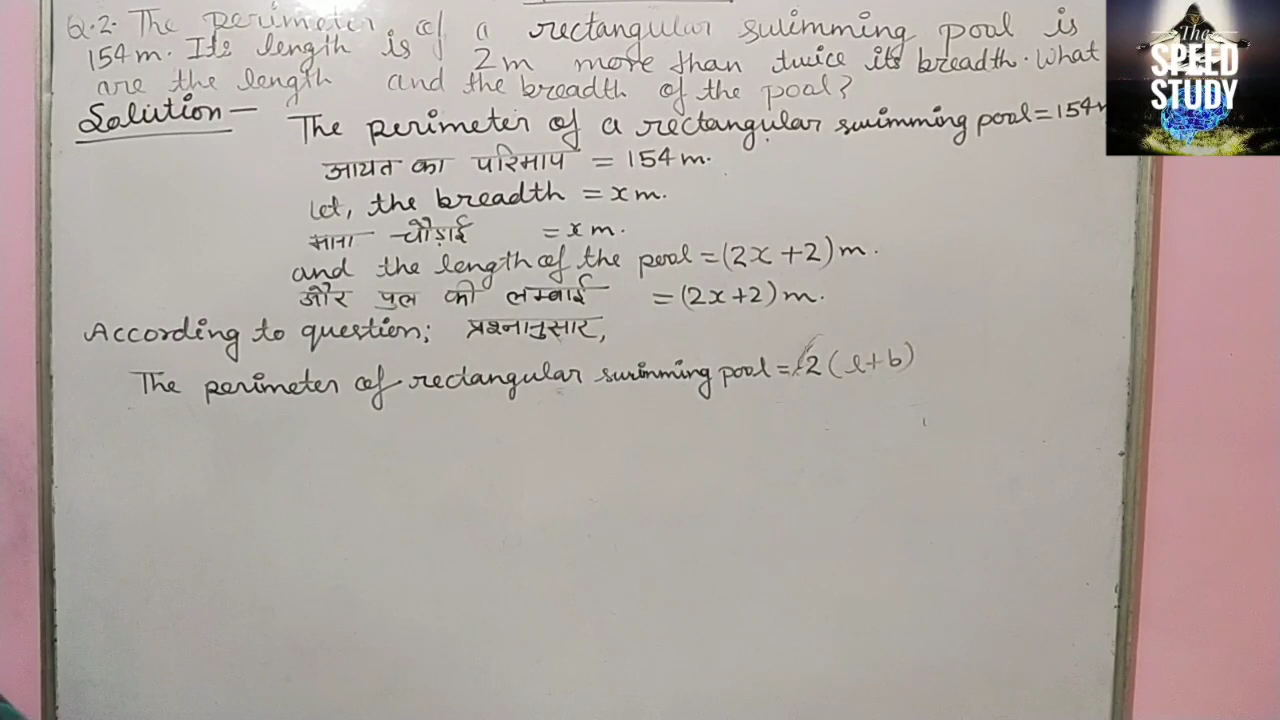 Q.2. The perimeter of a rectangular swimming pool is
154 m. Its length is 2m more than twice its breadth. What
are the length and the breadth of the pool?
Solution - The perimeter of a rectangular swimming pool = 154m
आयत का परिमाप = 154 m.
Let, the breadth = x m.
माना चौड़ाई = x m.
and the length of the pool = (2x + 2) m.
और पुल की लम्बाई = (2x+2) m.
According to question; प्रश्नानुसार,
The perimeter of rectangular swimming pool = 2 (l+b)
The
SPEED
STUDY